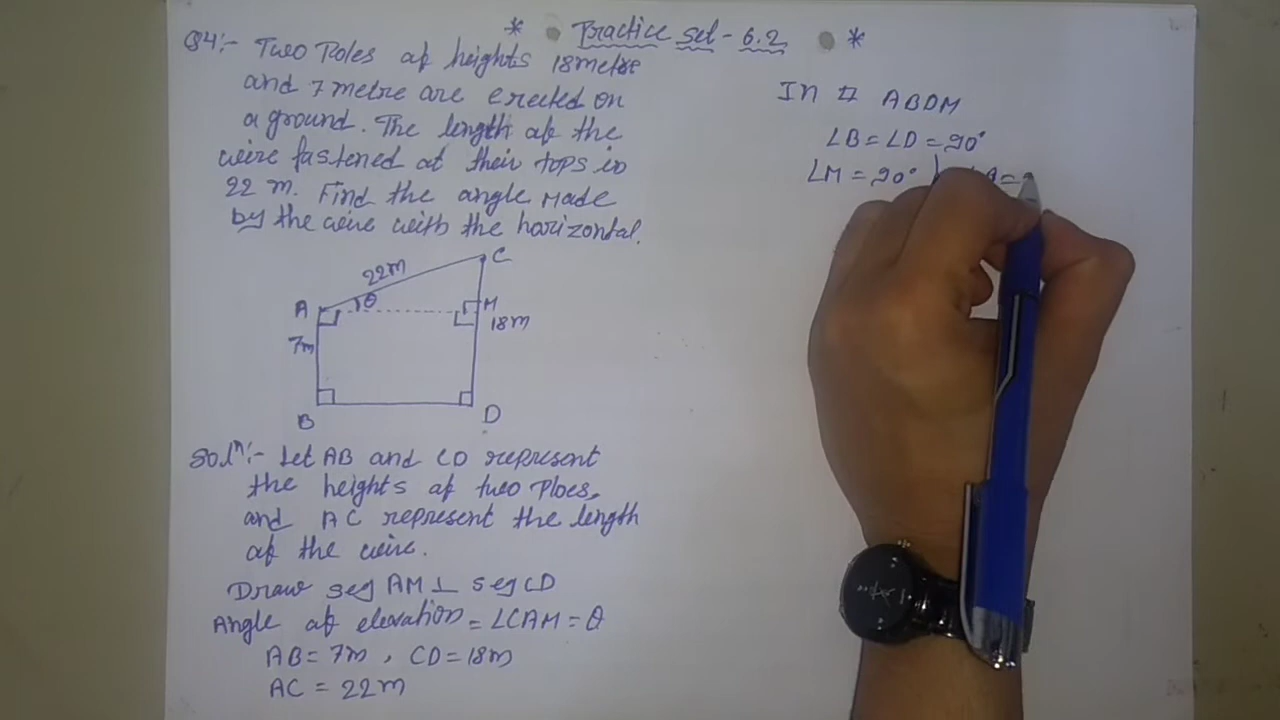 * Practice set - 6.2 *
Q4:- Two Poles of heights 18 metre
and 7 metre are erected on
a ground. The length of the
wire fastened at their tops is
22 m. Find the angle Made
by the wire with the horizontal.
22m
C
A
θ
M
7m
18m
B
D
Solⁿ:- Let AB and CD represent
the heights of two Ploes,
and AC represent the length
of the wire.
Draw seg AM ⊥ seg CD
Angle of elevation = ∠CAM = θ
AB = 7m , CD = 18m
AC = 22m
In □ ABDM
∠B = ∠D = 90°
∠M = 90°